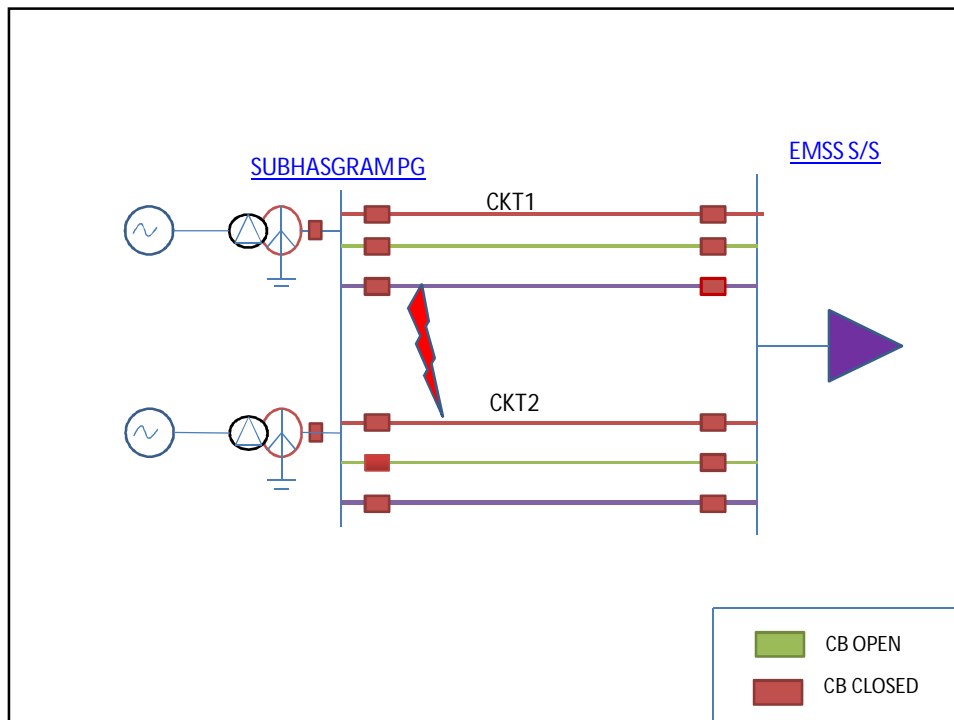 EMSS S/S
SUBHASGRAM PG
CKT1
CKT2
CB OPEN
CB CLOSED